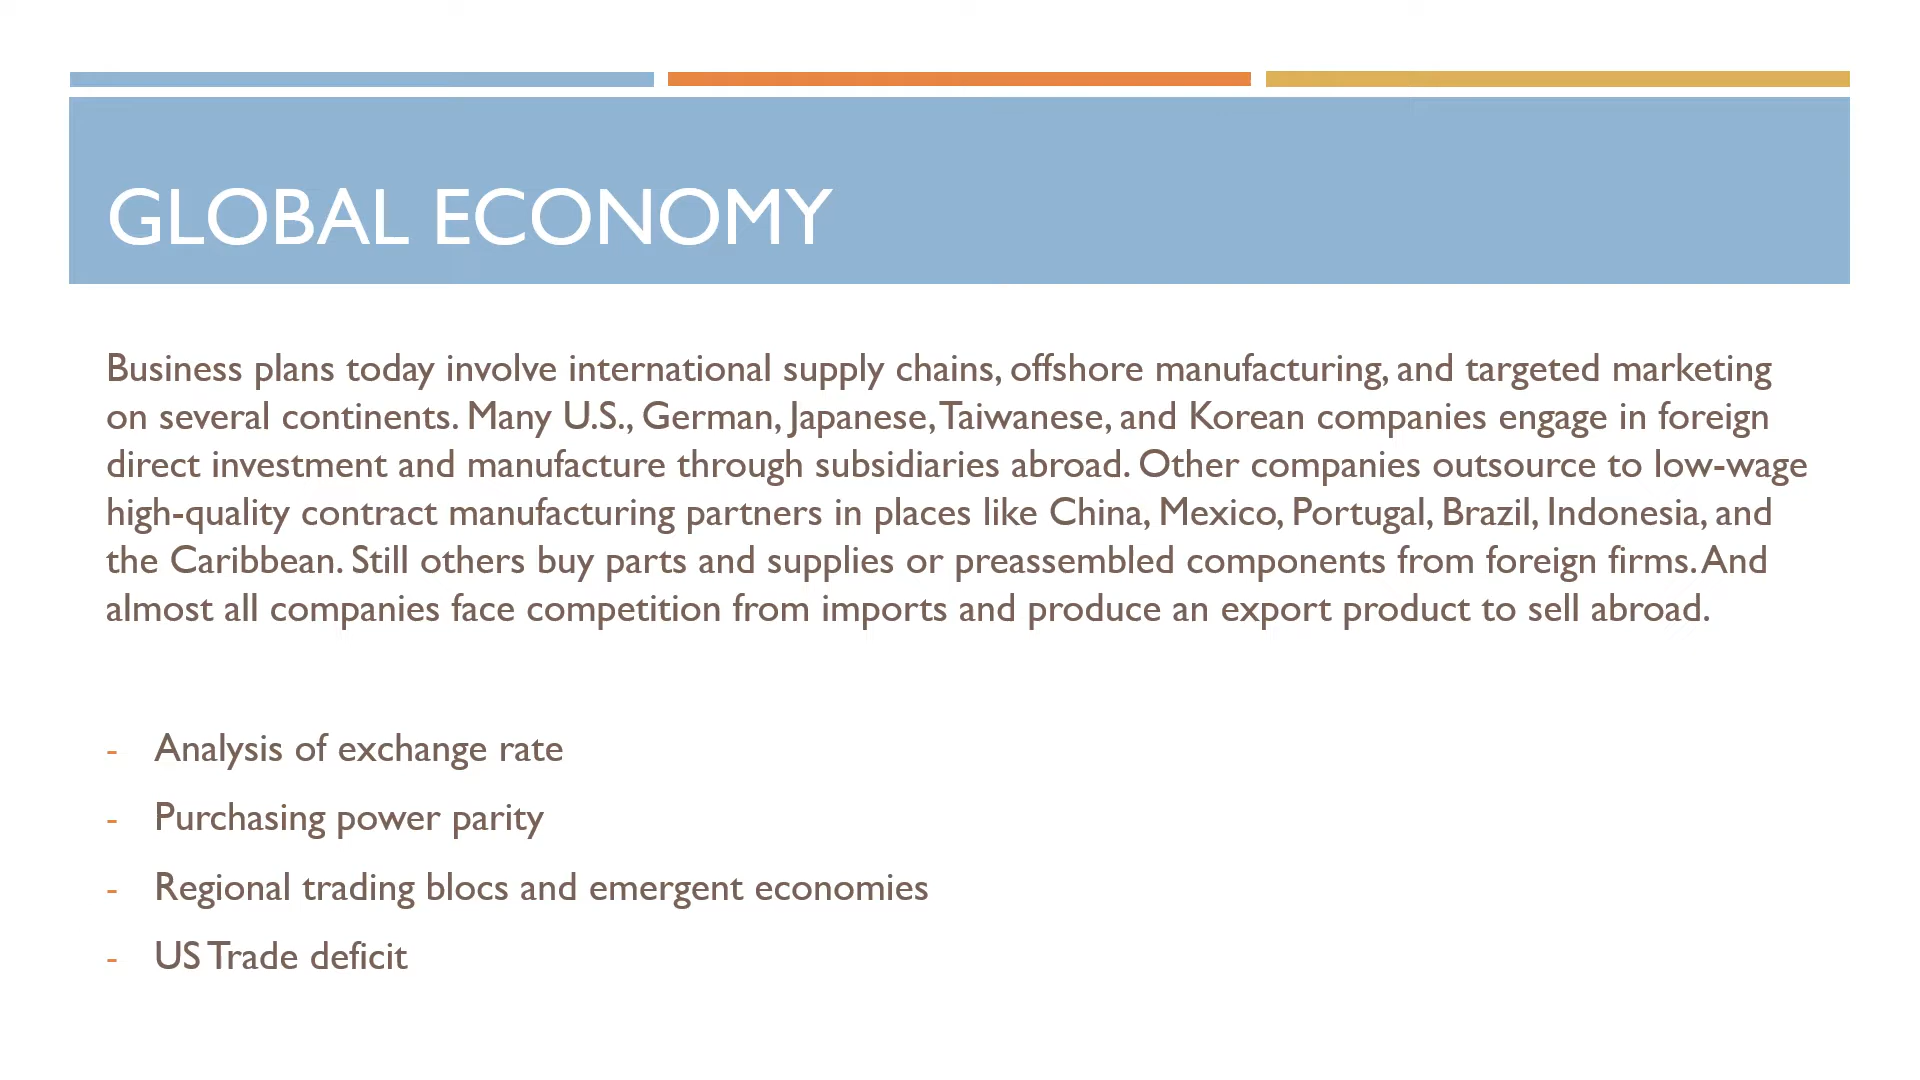 GLOBAL ECONOMY
Business plans today involve international supply chains, offshore manufacturing, and targeted marketing
on several continents. Many U.S., German, Japanese, Taiwanese, and Korean companies engage in foreign
direct investment and manufacture through subsidiaries abroad. Other companies outsource to low-wage
high-quality contract manufacturing partners in places like China, Mexico, Portugal, Brazil, Indonesia, and
the Caribbean. Still others buy parts and supplies or preassembled components from foreign firms. And
almost all companies face competition from imports and produce an export product to sell abroad.
- Analysis of exchange rate
- Purchasing power parity
- Regional trading blocs and emergent economies
- US Trade deficit